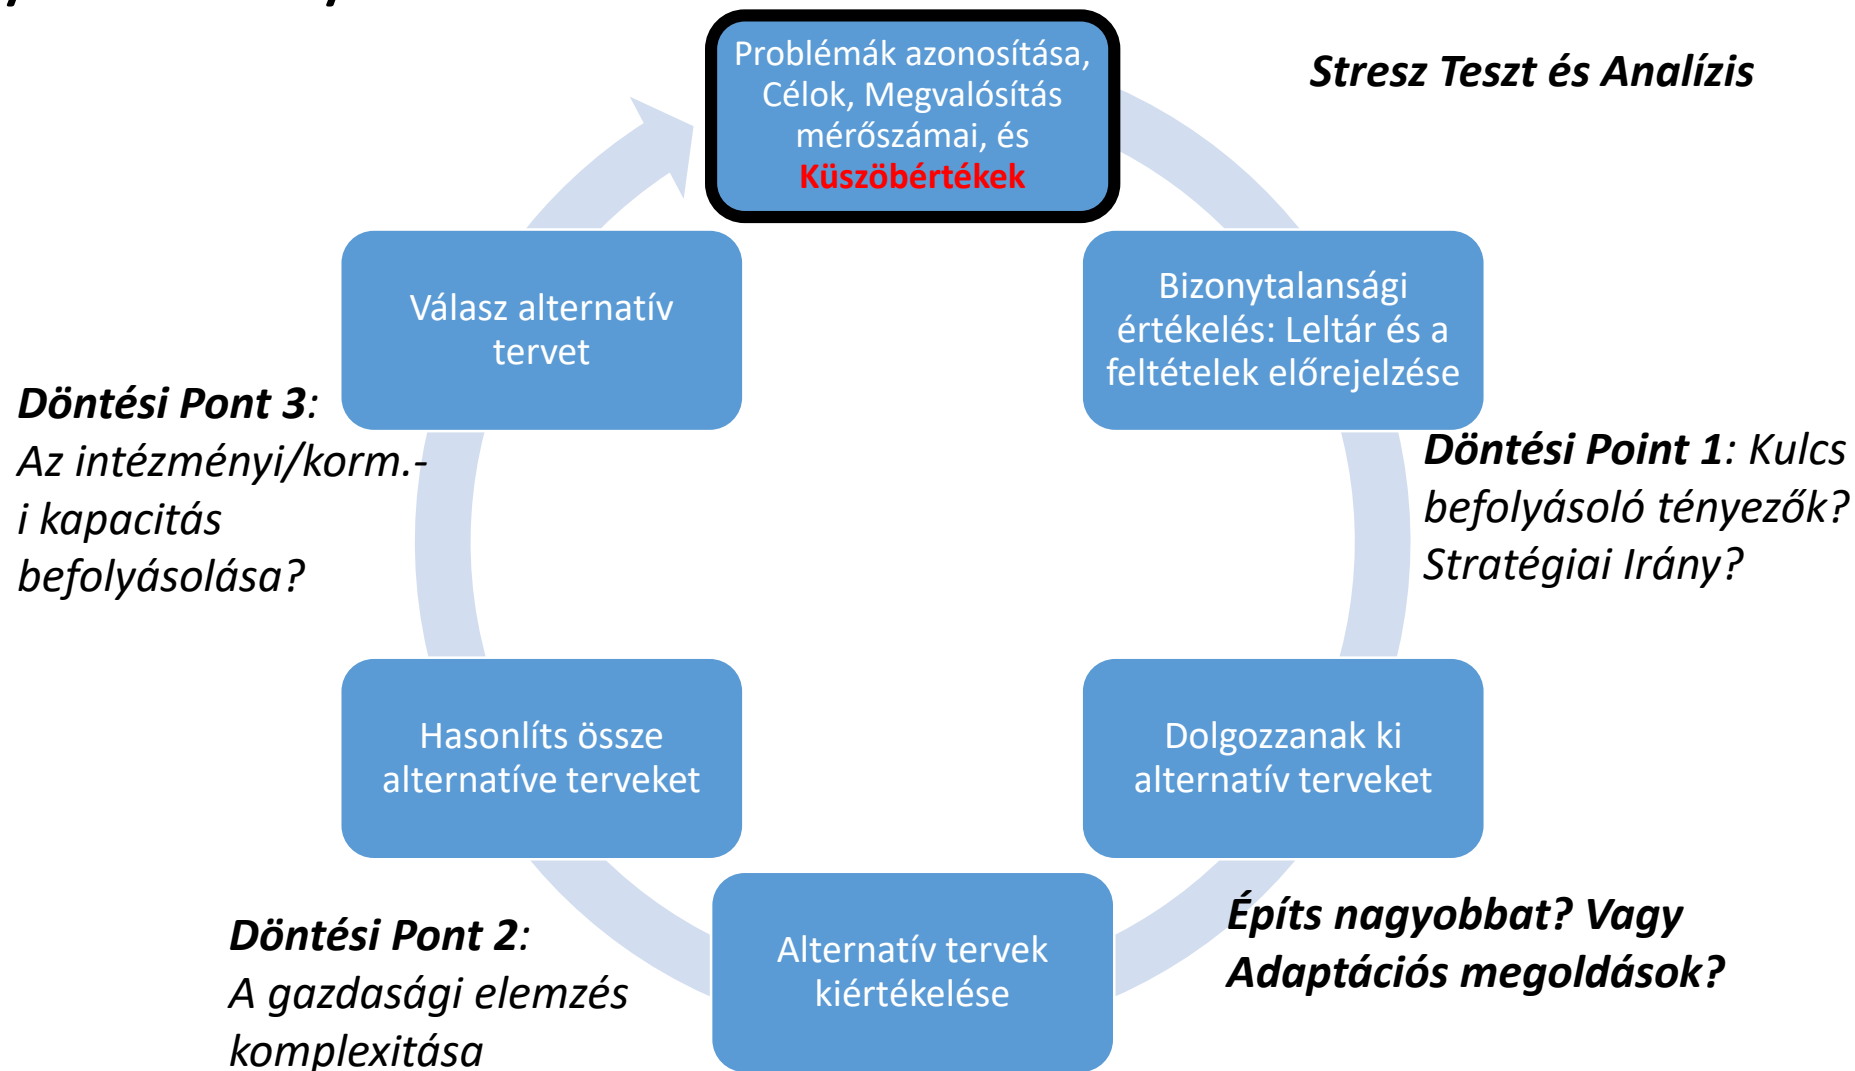 Problémák azonosítása,
Célok, Megvalósítás
mérőszámai, és
Küszöbértékek
Stresz Teszt és Analízis
Bizonytalansági
értékelés: Leltár és a
feltételek előrejelzése
Döntési Point 1: Kulcs
befolyásoló tényezők?
Stratégiai Irány?
Dolgozzanak ki
alternatív terveket
Építs nagyobbat? Vagy
Adaptációs megoldások?
Alternatív tervek
kiértékelése
Döntési Pont 2:
A gazdasági elemzés
komplexitása
Hasonlíts össze
alternatíve terveket
Döntési Pont 3:
Az intézményi/korm.-
i kapacitás
befolyásolása?
Válasz alternatív
tervet